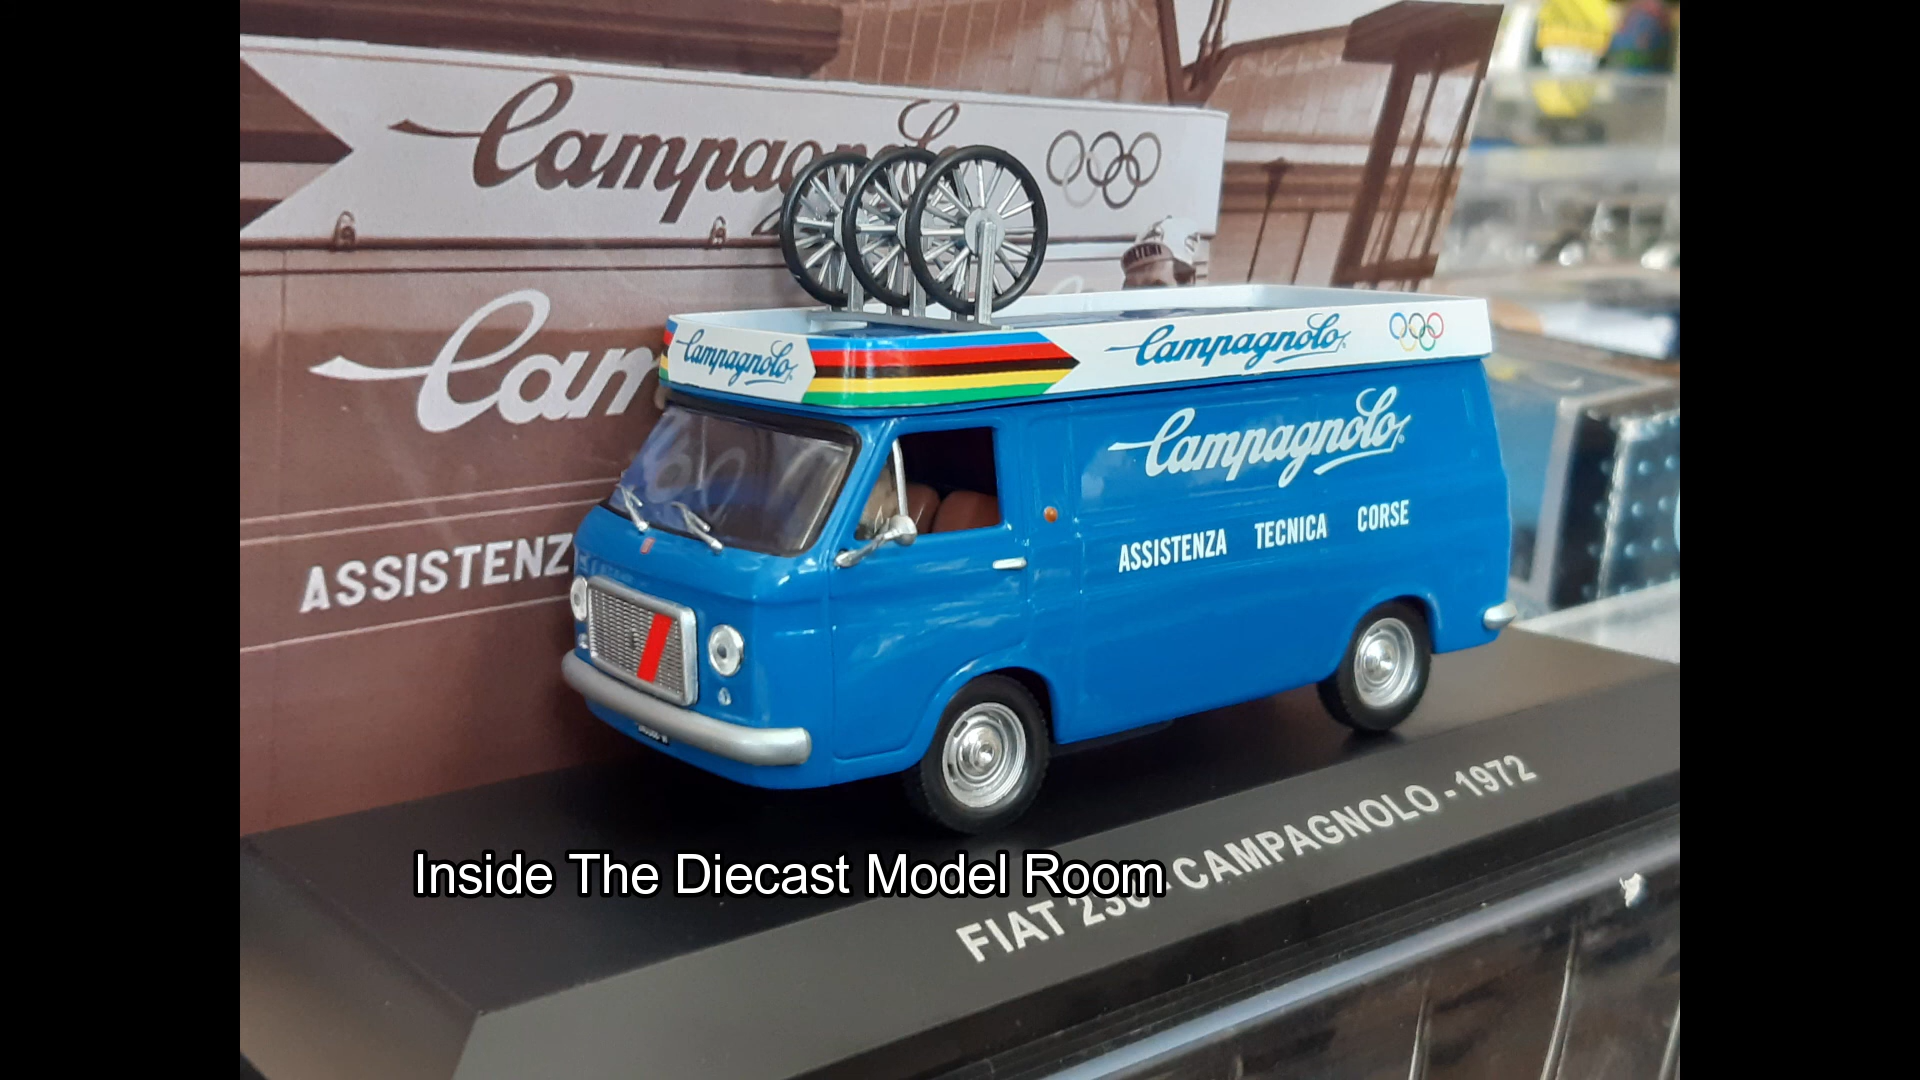 Campagnolo
Campagnolo
Campagnolo
Campagnolo
ASSISTENZA TECNICA CORSE
ASSISTENZ
Inside The Diecast Model Room
FIAT CAMPAGNOLO - 1972